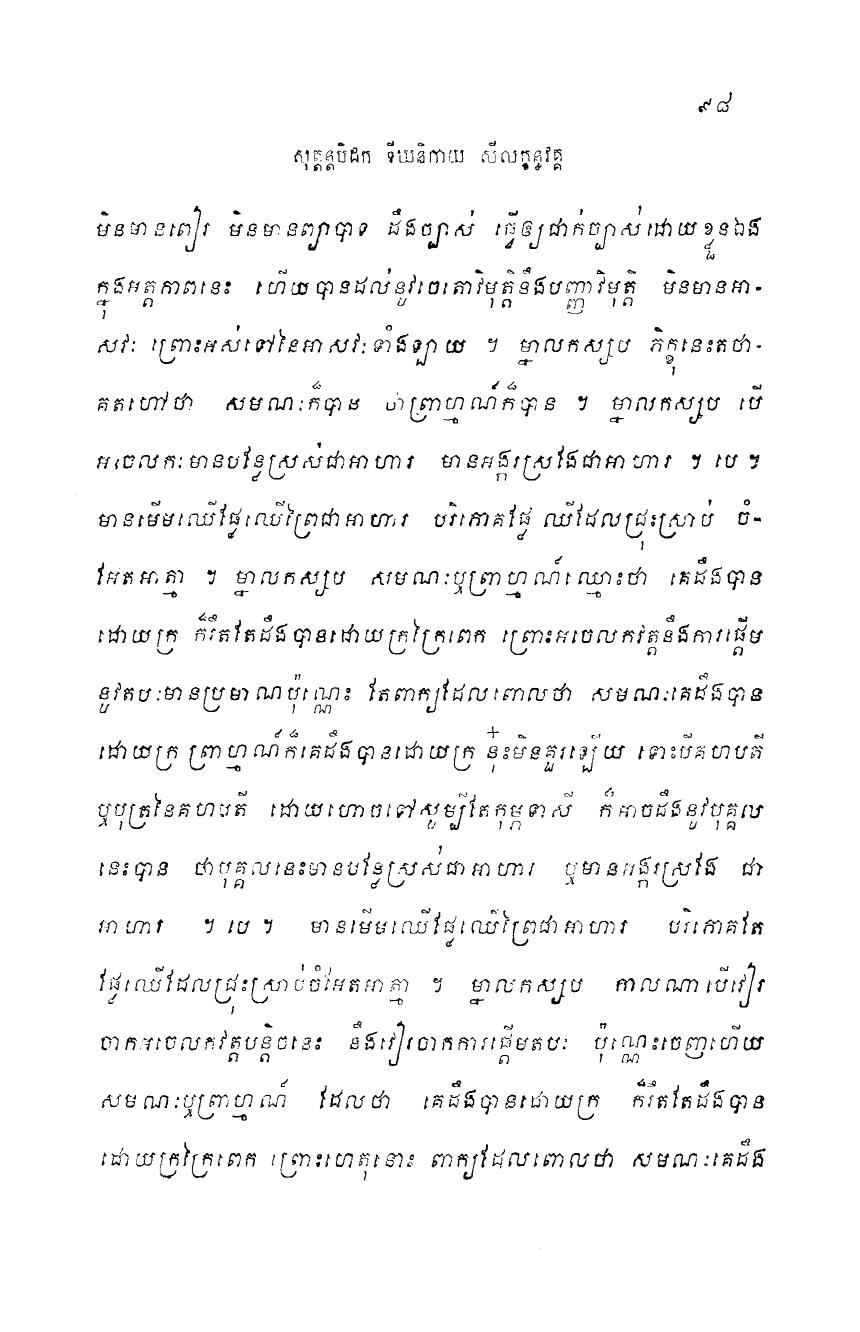 ៩៨
សុត្តន្តបិដក ទីឃនិកាយ សីលក្ខន្ធវគ្គ
មិនមានពៀរ មិនមានព្យាបាទ ដឹងច្បាស់ ធ្វើឲ្យជាក់ច្បាស់ដោយខ្លួនឯង
ក្នុងអត្តភាពនេះ ហើយបានដល់នូវចេតោវិមុត្តិនឹងបញ្ញាវិមុត្តិ មិនមានអា-
សវៈ ព្រោះអស់ទៅនៃអាសវៈទាំងឡាយ ។ ម្នាលកស្សប ភិក្ខុនេះតថា-
គតហៅថា សមណៈក៏បាន ថាព្រាហ្មណ៍ក៏បាន ។ ម្នាលកស្សប បើ
អចេលកៈមានបន្លែស្រស់ជាអាហារ មានអង្ករស្រងែជាអាហារ ។ បេ ។
មានមើមឈើផ្លែឈើព្រៃជាអាហារ បរិភោគផ្លែ ឈើដែលជ្រុះស្រាប់ ចំ-
អែតអាត្មា ។ ម្នាលកស្សប សមណៈឬព្រាហ្មណ៍ឈ្មោះថា គេដឹងបាន
ដោយក្រ ក៏រឹតតែដឹងបានដោយក្រក្រៃពេក ព្រោះអចេលកវត្តនឹងការផ្តើម
នូវតបៈមានប្រមាណប៉ុណ្ណេះ តែពាក្យដែលពោលថា សមណៈគេដឹងបាន
ដោយក្រ ព្រាហ្មណ៍ក៏គេដឹងបានដោយក្រ នុ៎ះមិនគួរឡើយ ទោះបីគហបតី
ឬបុត្រនៃគហបតី ដោយហោចទៅសូម្បីតែកុម្ភទាសី ក៏អាចដឹងនូវបុគ្គល
នេះបាន ថាបុគ្គលនេះមានបន្លែស្រស់ជាអាហារ ឬមានអង្ករស្រងែ ជា
អាហារ ។ បេ ។ មានមើមឈើផ្លែឈើព្រៃជាអាហារ បរិភោគតែ
ផ្លែឈើដែលជ្រុះស្រាប់ចំអែតអាត្មា ។ ម្នាលកស្សប កាលណាបើវៀរ
ចាកអចេលកវត្តបន្តិចនេះ នឹងវៀរចាកការផ្តើមតបៈ ប៉ុណ្ណេះចេញហើយ
សមណៈឬព្រាហ្មណ៍ ដែលថា គេដឹងបានដោយក្រ ក៏រឹតតែដឹងបាន
ដោយក្រក្រៃពេក ព្រោះហេតុនោះ ពាក្យដែលពោលថា សមណៈគេដឹង